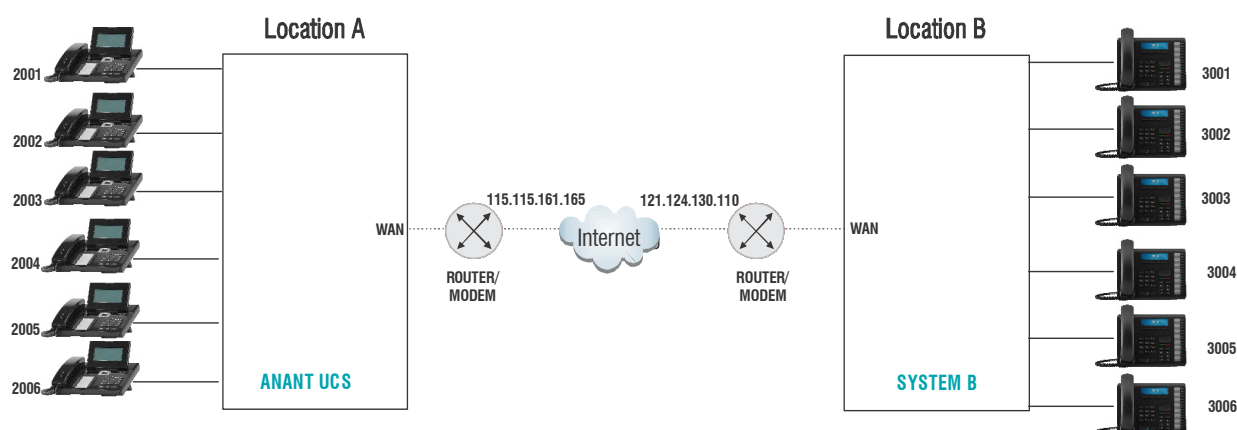 Location A
Location B
2001
2002
2003
2004
2005
2006
WAN
115.115.161.165
ROUTER/
MODEM
Internet
121.124.130.110
ROUTER/
MODEM
WAN
ANANT UCS
SYSTEM B
3001
3002
3003
3004
3005
3006